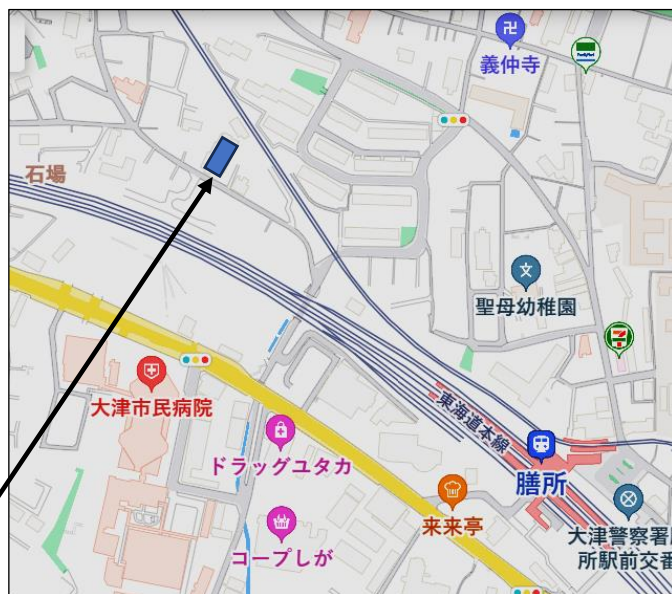 義仲寺
石場
聖母幼稚園
大津市民病院
東海道本線
ドラッグユタカ
膳所
来来亭
大津警察署
所駅前交番
コープしが